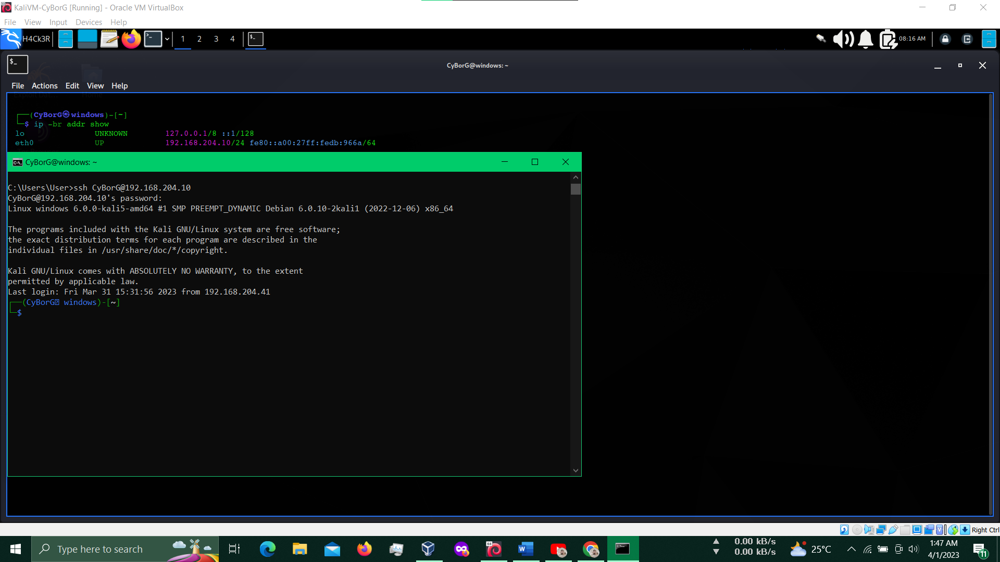 KaliVM-CyBorG [Running] - Oracle VM VirtualBox
File View Input Devices Help
H4Ck3R 1 2 3 4 08:16 AM
CyBorG@windows: ~
File Actions Edit View Help
Home
(CyBorG㉿windows)-[~]
$ ip -br addr show
lo UNKNOWN 127.0.0.1/8 ::1/128
eth0 UP 192.168.204.10/24 fe80::a00:27ff:fedb:966a/64
CyBorG@windows: ~
C:\Users\User>ssh CyBorG@192.168.204.10
CyBorG@192.168.204.10's password:
Linux windows 6.0.0-kali5-amd64 #1 SMP PREEMPT_DYNAMIC Debian 6.0.10-2kali1 (2022-12-06) x86_64
The programs included with the Kali GNU/Linux system are free software;
the exact distribution terms for each program are described in the
individual files in /usr/share/doc/*/copyright.
Kali GNU/Linux comes with ABSOLUTELY NO WARRANTY, to the extent
permitted by applicable law.
Last login: Fri Mar 31 15:31:56 2023 from 192.168.204.41
(CyBorG windows)-[~]
$
Right Ctrl
Type here to search
0.00 kB/s
0.00 kB/s
25°C
1:47 AM
4/1/2023
11